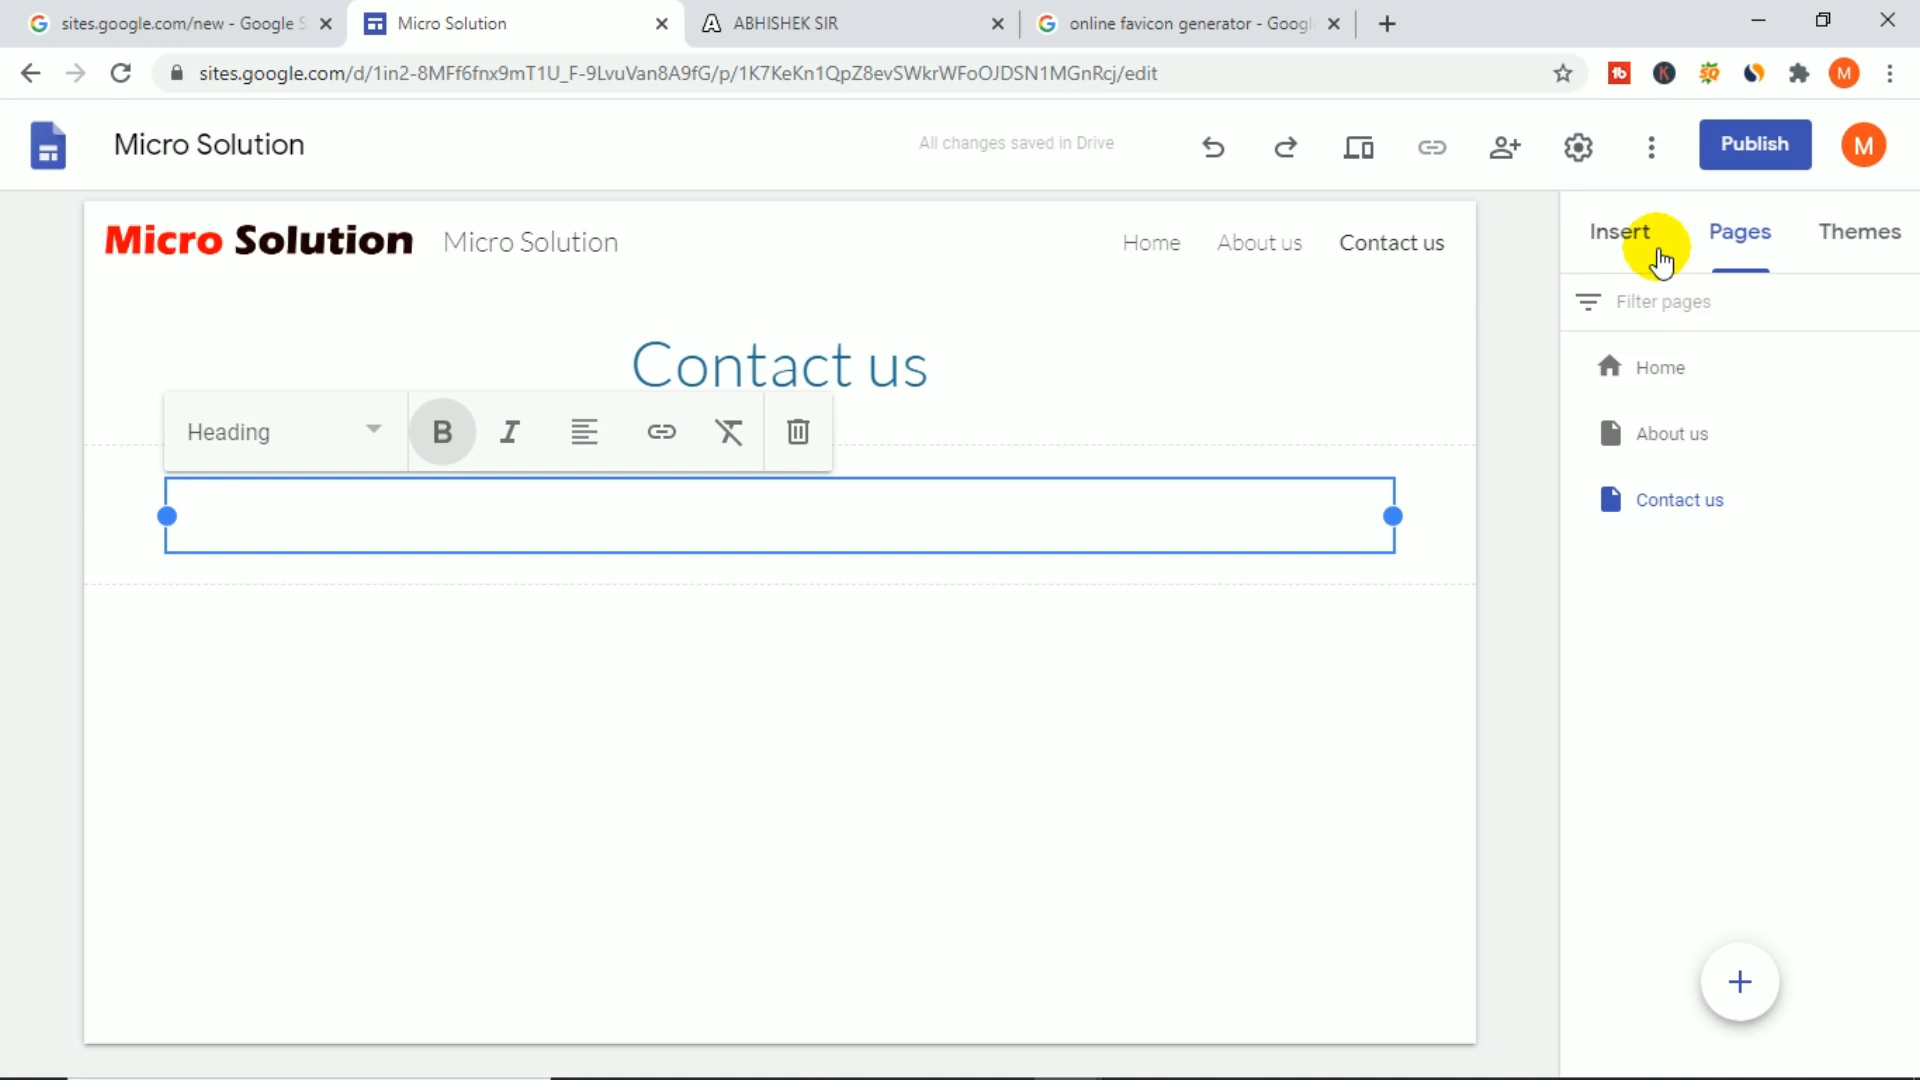 sites.google.com/new - Google S
Micro Solution
ABHISHEK SIR
online favicon generator - Googl
sites.google.com/d/1in2-8MFf6fnx9mT1U_F-9LvuVan8A9fG/p/1K7KeKn1QpZ8evSWkrWFoOJDSN1MGnRcj/edit
tb
K
SQ
M
Micro Solution
All changes saved in Drive
Publish
M
Micro Solution
Micro Solution
Home
About us
Contact us
Insert
Pages
Themes
Filter pages
Contact us
Home
Heading
B
I
About us
Contact us